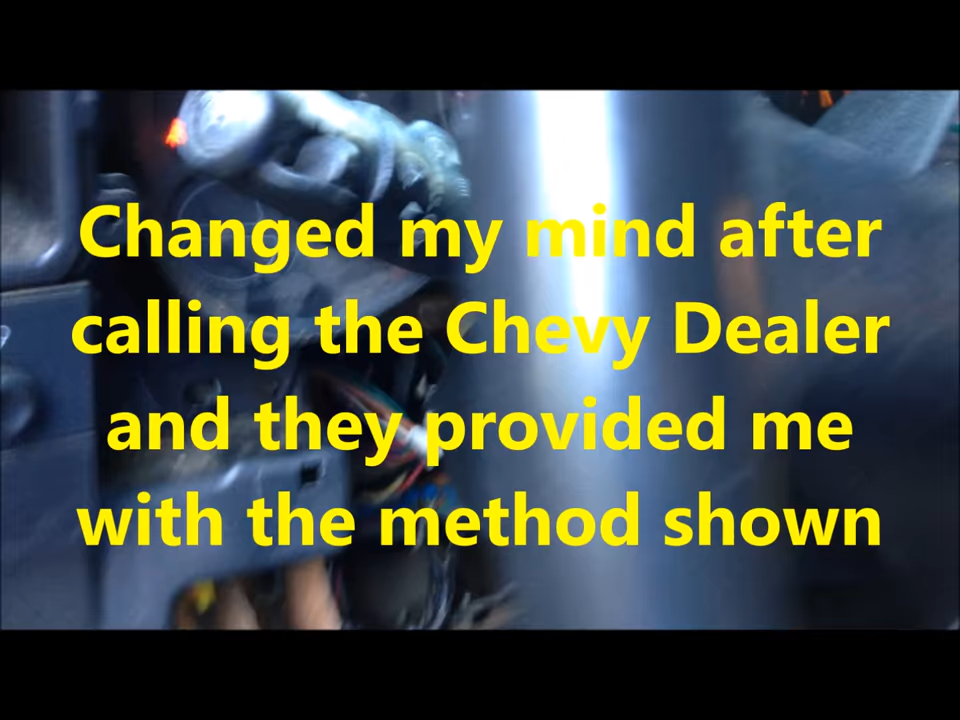 Changed my mind after
calling the Chevy Dealer
and they provided me
with the method shown